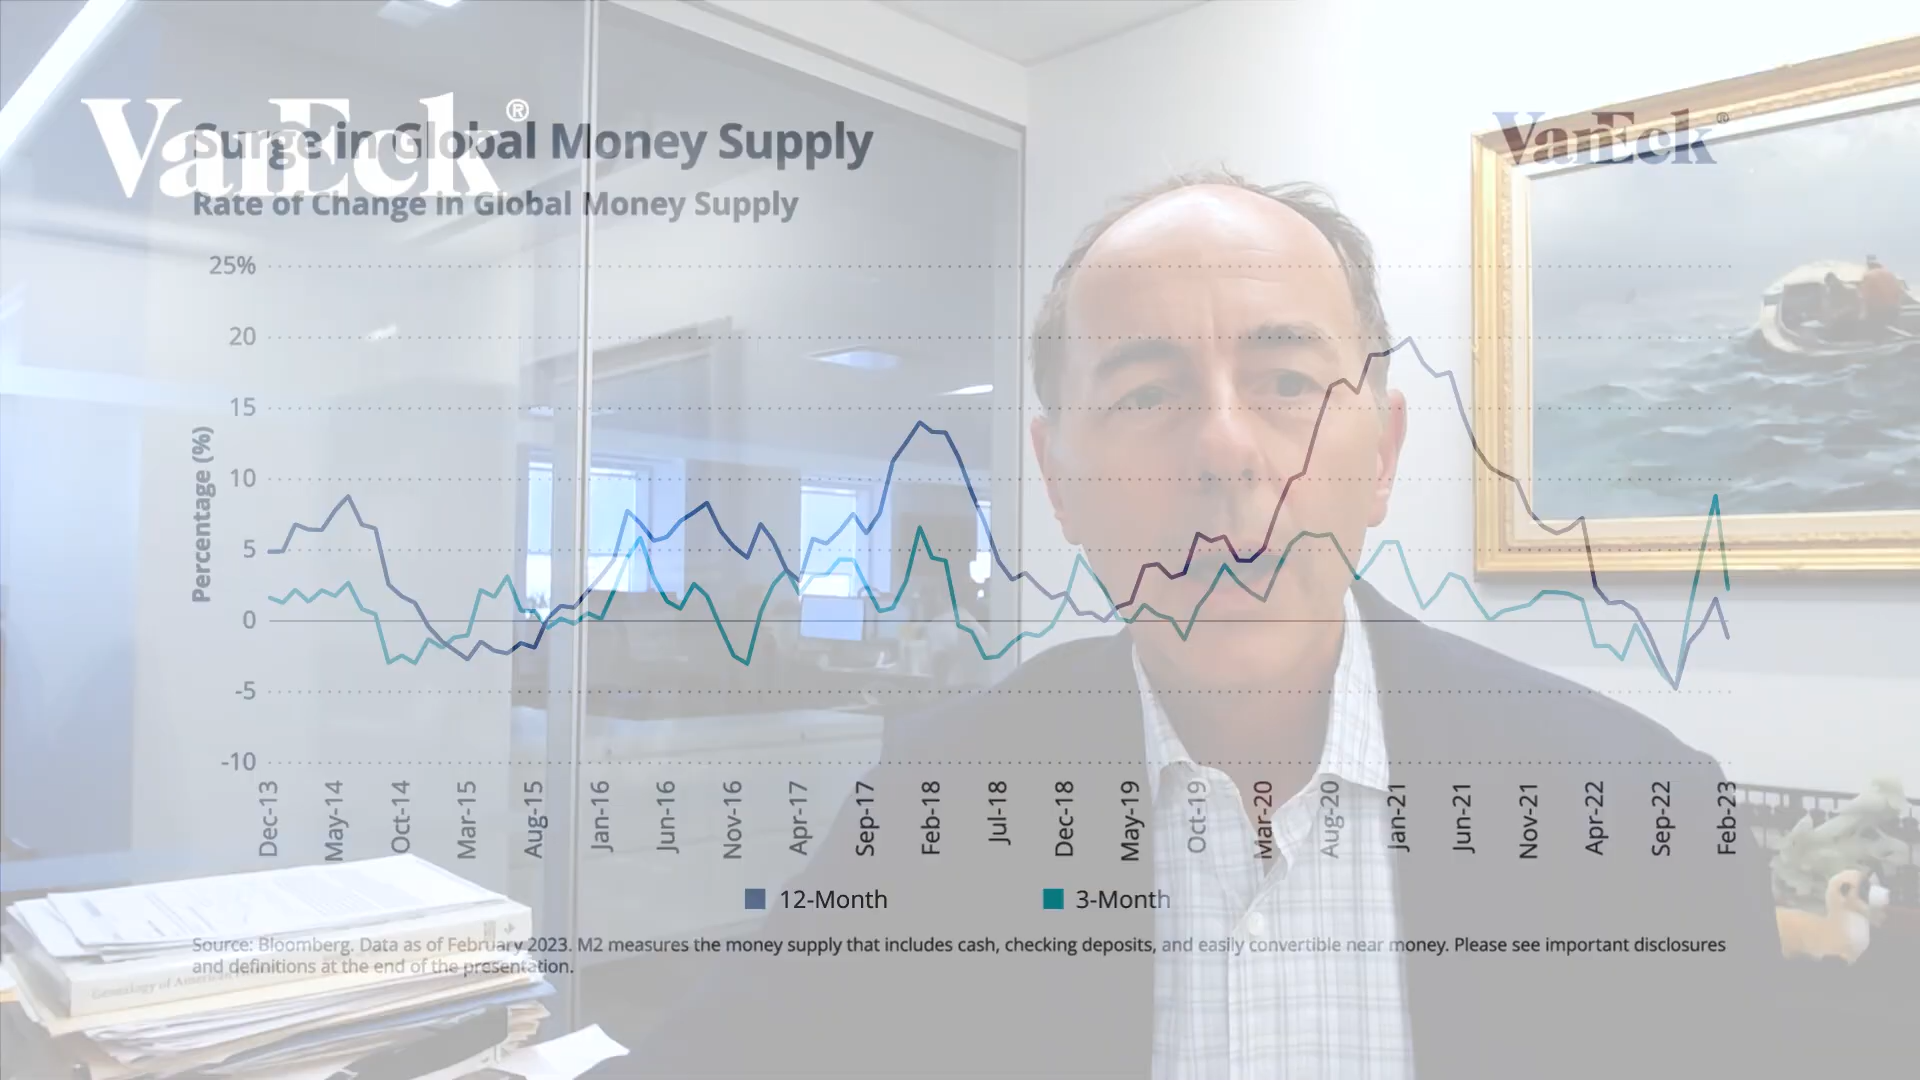 VanEck®
Surge in Global Money Supply
VanEck®
Rate of Change in Global Money Supply
25%
20
15
10
5
0
-5
-10
Percentage (%)
Dec-13
May-14
Oct-14
Mar-15
Aug-15
Jan-16
Jun-16
Nov-16
Apr-17
Sep-17
Feb-18
Jul-18
Dec-18
May-19
Oct-19
Mar-20
Aug-20
Jan-21
Jun-21
Nov-21
Apr-22
Sep-22
Feb-23
12-Month
3-Month
Source: Bloomberg. Data as of February 2023. M2 measures the money supply that includes cash, checking deposits, and easily convertible near money. Please see important disclosures
and definitions at the end of the presentation.
Genealogy of American